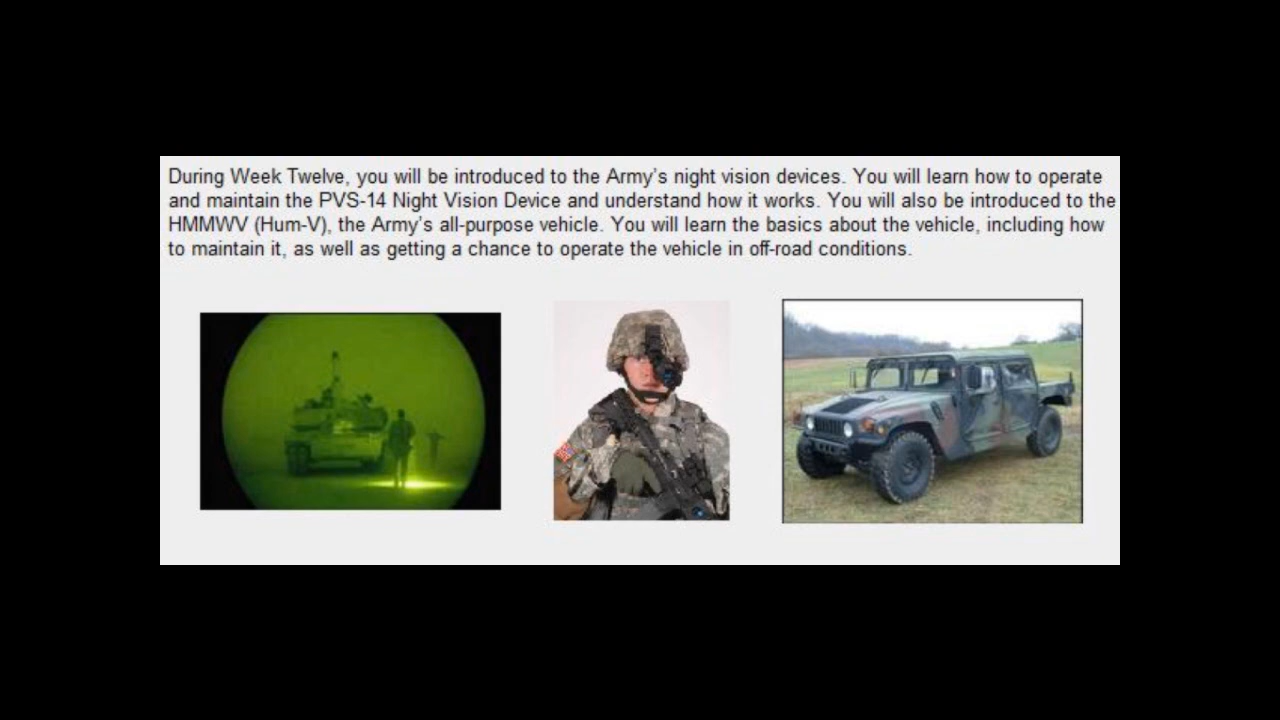 During Week Twelve, you will be introduced to the Army's night vision devices. You will learn how to operate
and maintain the PVS-14 Night Vision Device and understand how it works. You will also be introduced to the
HMMWV (Hum-V), the Army's all-purpose vehicle. You will learn the basics about the vehicle, including how
to maintain it, as well as getting a chance to operate the vehicle in off-road conditions.